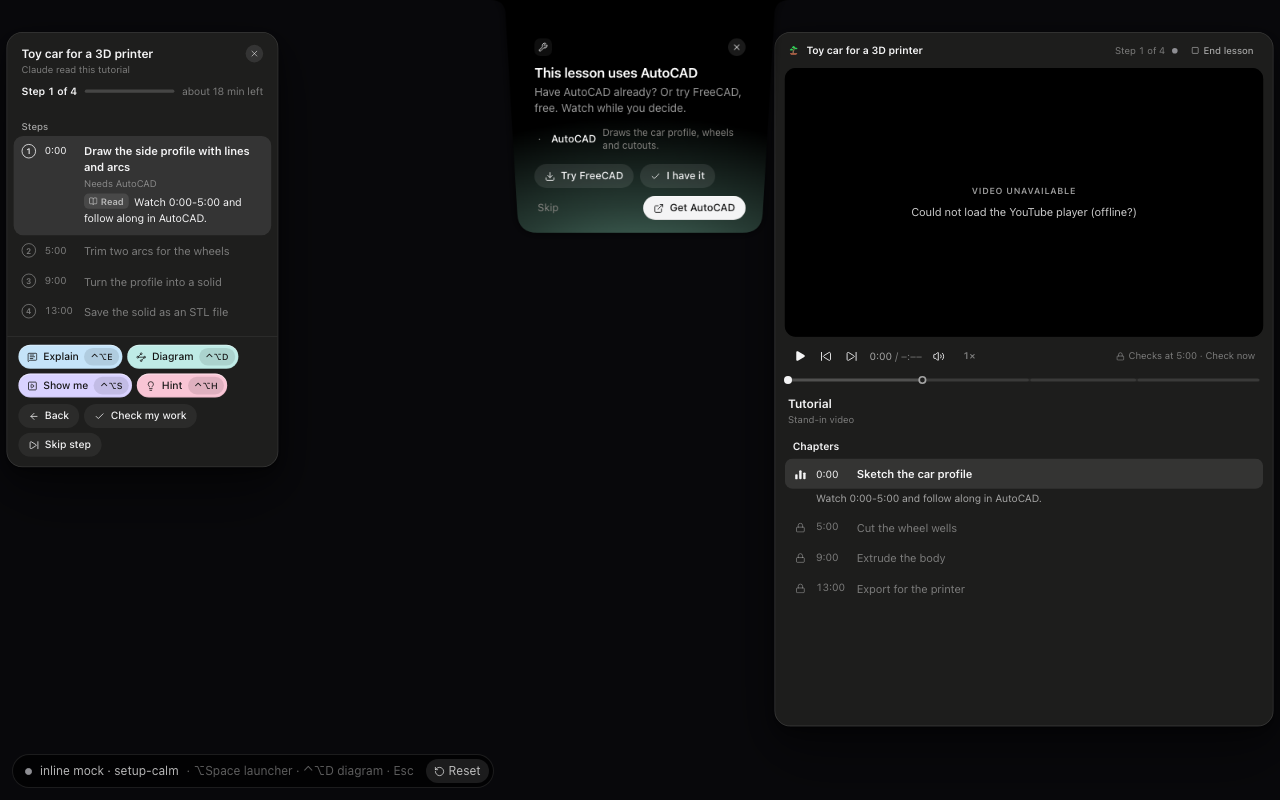 Toy car for a 3D printer
Claude read this tutorial
Step 1 of 4 about 18 min left
Steps
1 0:00 Draw the side profile with lines
and arcs
Needs AutoCAD
Read Watch 0:00-5:00 and
follow along in AutoCAD.
2 5:00 Trim two arcs for the wheels
3 9:00 Turn the profile into a solid
4 13:00 Save the solid as an STL file
Explain ^⌥E Diagram ^⌥D
Show me ^⌥S Hint ^⌥H
Back Check my work
Skip step
This lesson uses AutoCAD
Have AutoCAD already? Or try FreeCAD,
free. Watch while you decide.
· AutoCAD Draws the car profile, wheels
and cutouts.
Try FreeCAD I have it
Skip Get AutoCAD
Toy car for a 3D printer Step 1 of 4 End lesson
VIDEO UNAVAILABLE
Could not load the YouTube player (offline?)
0:00 / –:–– 1× Checks at 5:00 · Check now
Tutorial
Stand-in video
Chapters
0:00 Sketch the car profile
Watch 0:00-5:00 and follow along in AutoCAD.
5:00 Cut the wheel wells
9:00 Extrude the body
13:00 Export for the printer
inline mock · setup-calm · ⌥Space launcher · ^⌥D diagram · Esc Reset